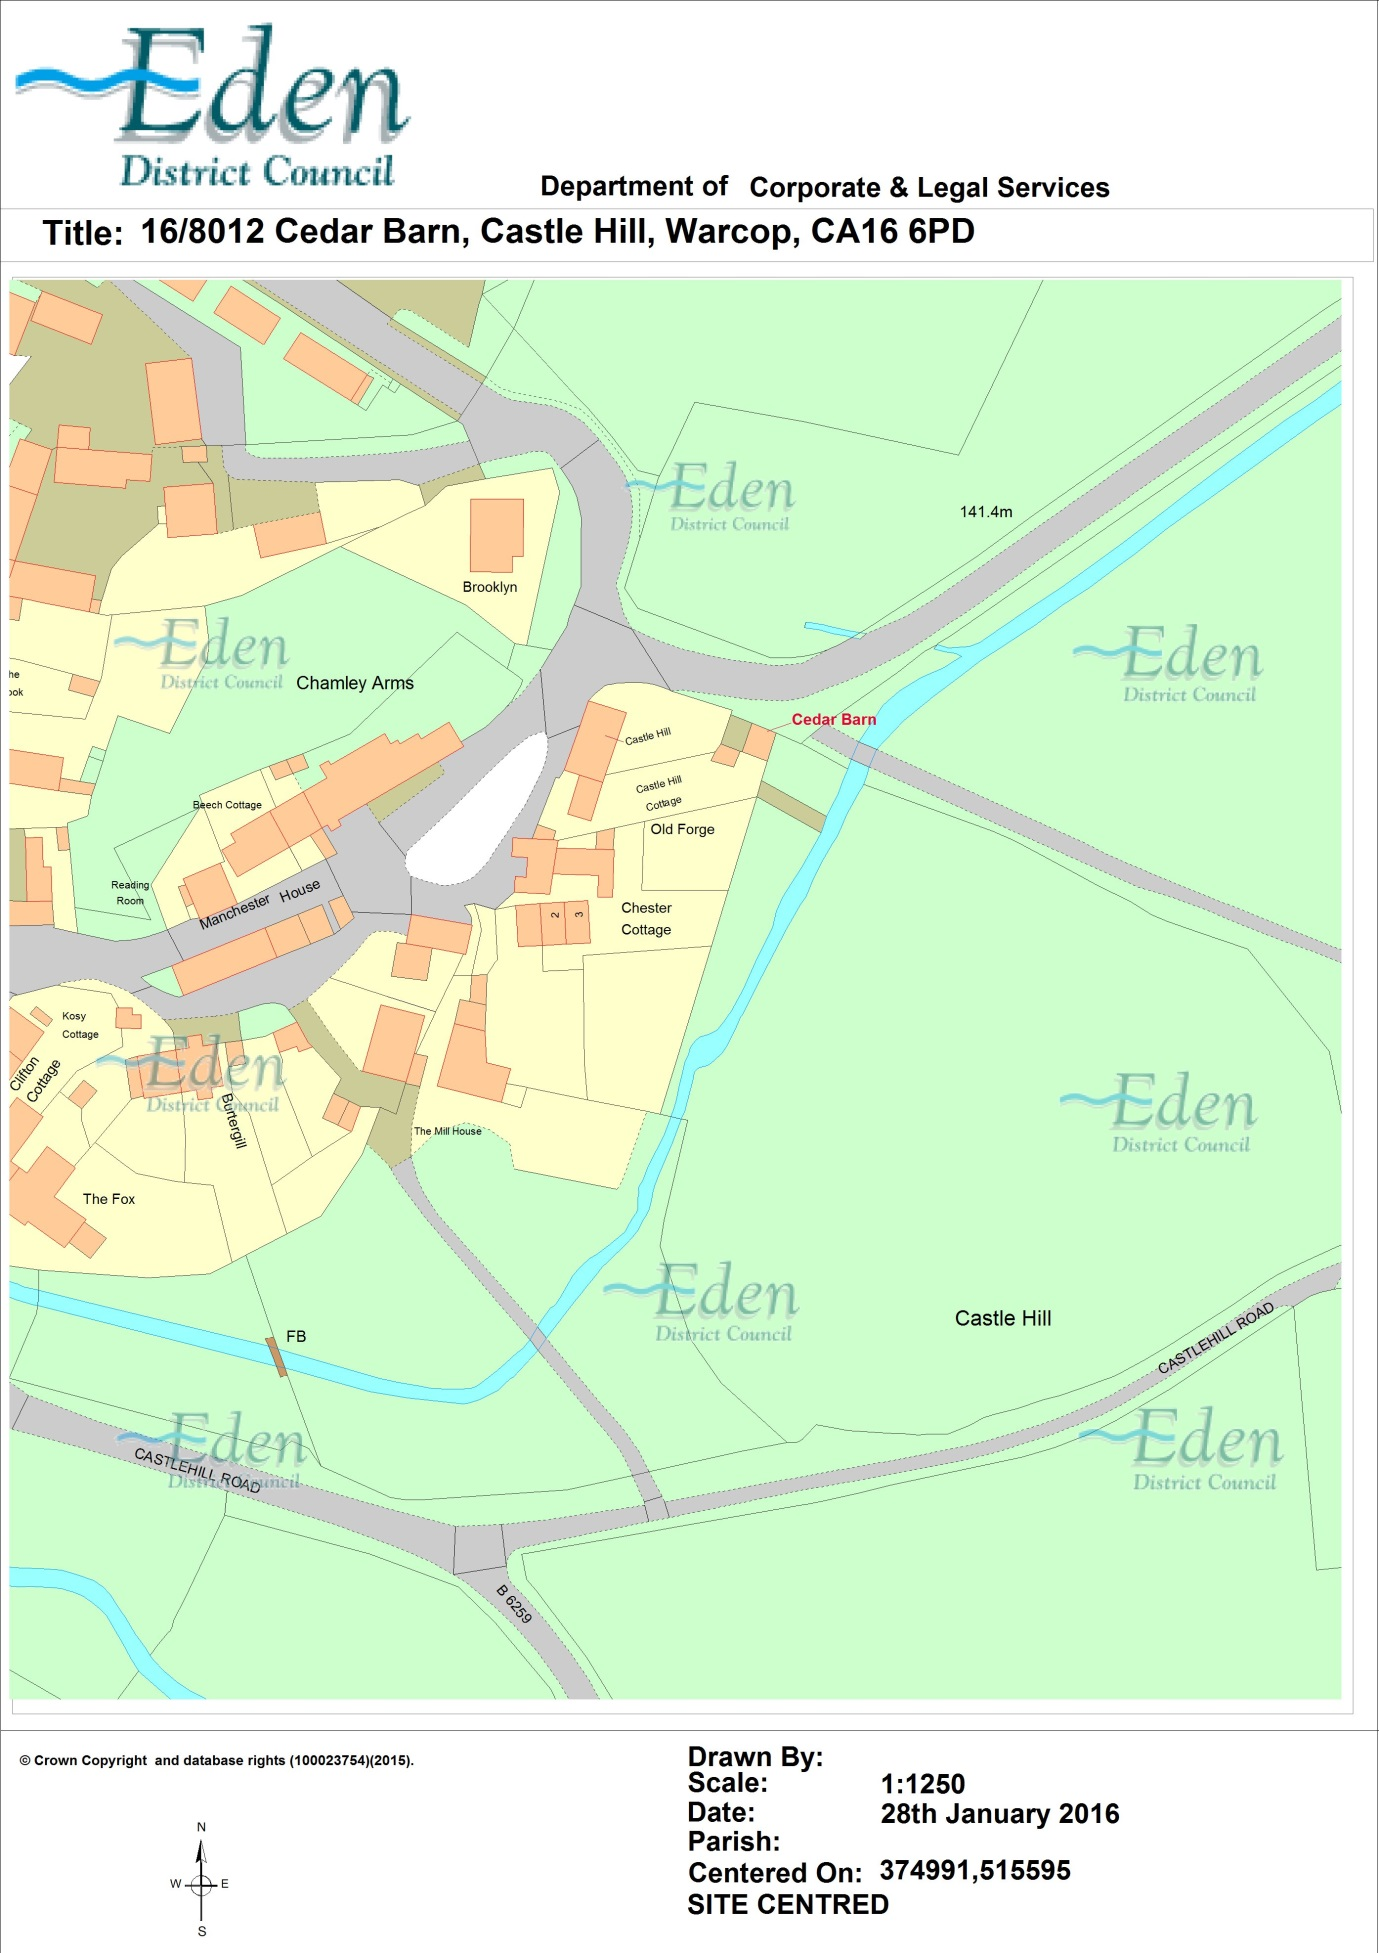 Eden
District Council
Department of Corporate & Legal Services
Title: 16/8012 Cedar Barn, Castle Hill, Warcop, CA16 6PD
Eden
District Council
141.4m
Brooklyn
Eden
District Council
Chamley Arms
Eden
District Council
he
ook
Cedar Barn
Castle Hill
Castle Hill
Cottage
Beech Cottage
Old Forge
Reading
Room
Manchester House
2
3
Chester
Cottage
Kosy
Cottage
Clifton
Cottage
Eden
District Council
Burtergill
The Mill House
Eden
District Council
The Fox
Eden
District Council
FB
Castle Hill
CASTLEHILL ROAD
Eden
District Council
CASTLEHILL ROAD
Eden
District Council
B 6259
© Crown Copyright and database rights (100023754)(2015).
N
W
E
S
Drawn By:
Scale: 1:1250
Date: 28th January 2016
Parish:
Centered On: 374991,515595
SITE CENTRED